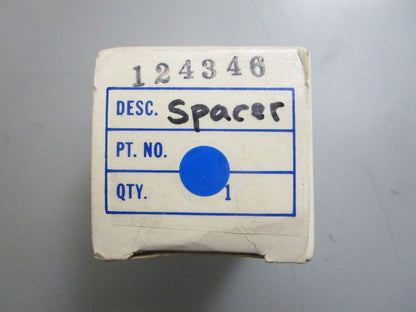 124346
DESC. Spacer
PT. NO.
QTY. 1